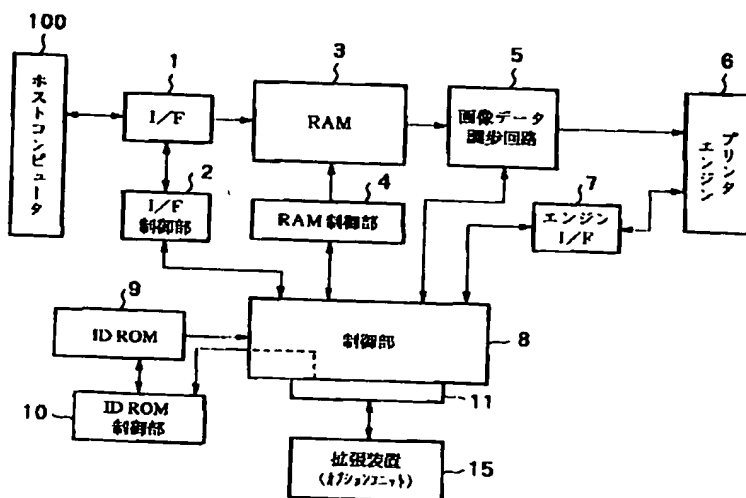 100
ホストコンピュータ
1
I/F
2
I/F
制御部
3
RAM
4
RAM 制御部
5
画像データ
調歩回路
6
プリンタ
エンジン
7
エンジン
I/F
制御部
8
9
ID ROM
10
ID ROM
制御部
11
拡張装置
(オプションユニット)
15